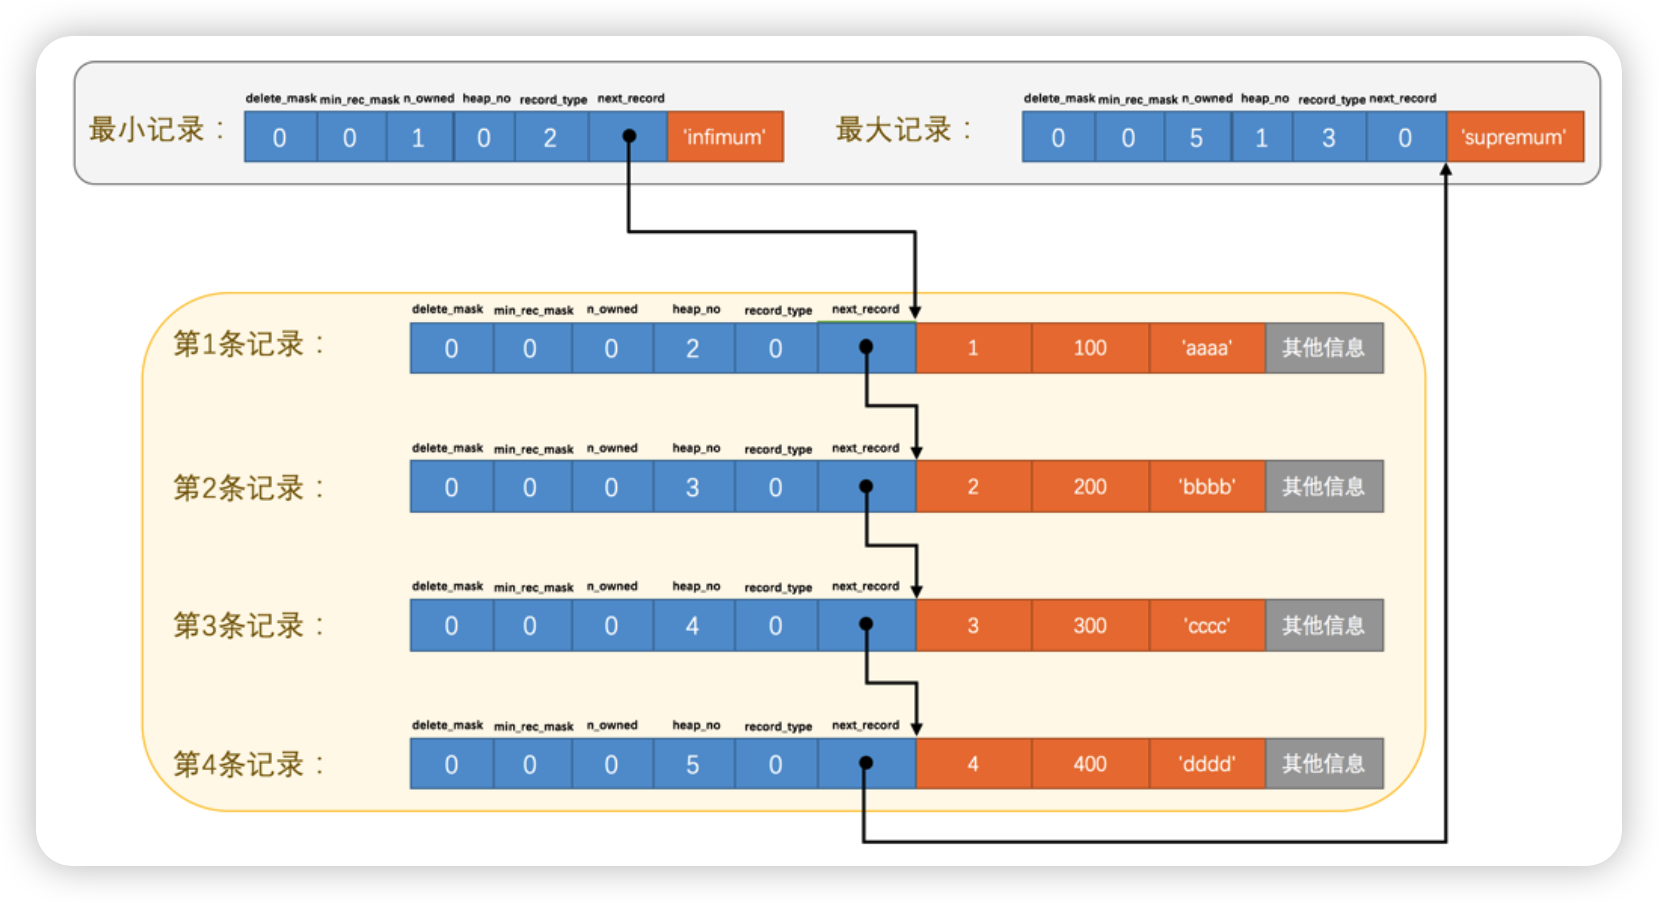 delete_mask min_rec_mask n_owned heap_no record_type next_record
最小记录： 0 0 1 0 2 'infimum'
delete_mask min_rec_mask n_owned heap_no record_type next_record
最大记录： 0 0 5 1 3 0 'supremum'
delete_mask min_rec_mask n_owned heap_no record_type next_record
第1条记录： 0 0 0 2 0 1 100 'aaaa' 其他信息
delete_mask min_rec_mask n_owned heap_no record_type next_record
第2条记录： 0 0 0 3 0 2 200 'bbbb' 其他信息
delete_mask min_rec_mask n_owned heap_no record_type next_record
第3条记录： 0 0 0 4 0 3 300 'cccc' 其他信息
delete_mask min_rec_mask n_owned heap_no record_type next_record
第4条记录： 0 0 0 5 0 4 400 'dddd' 其他信息